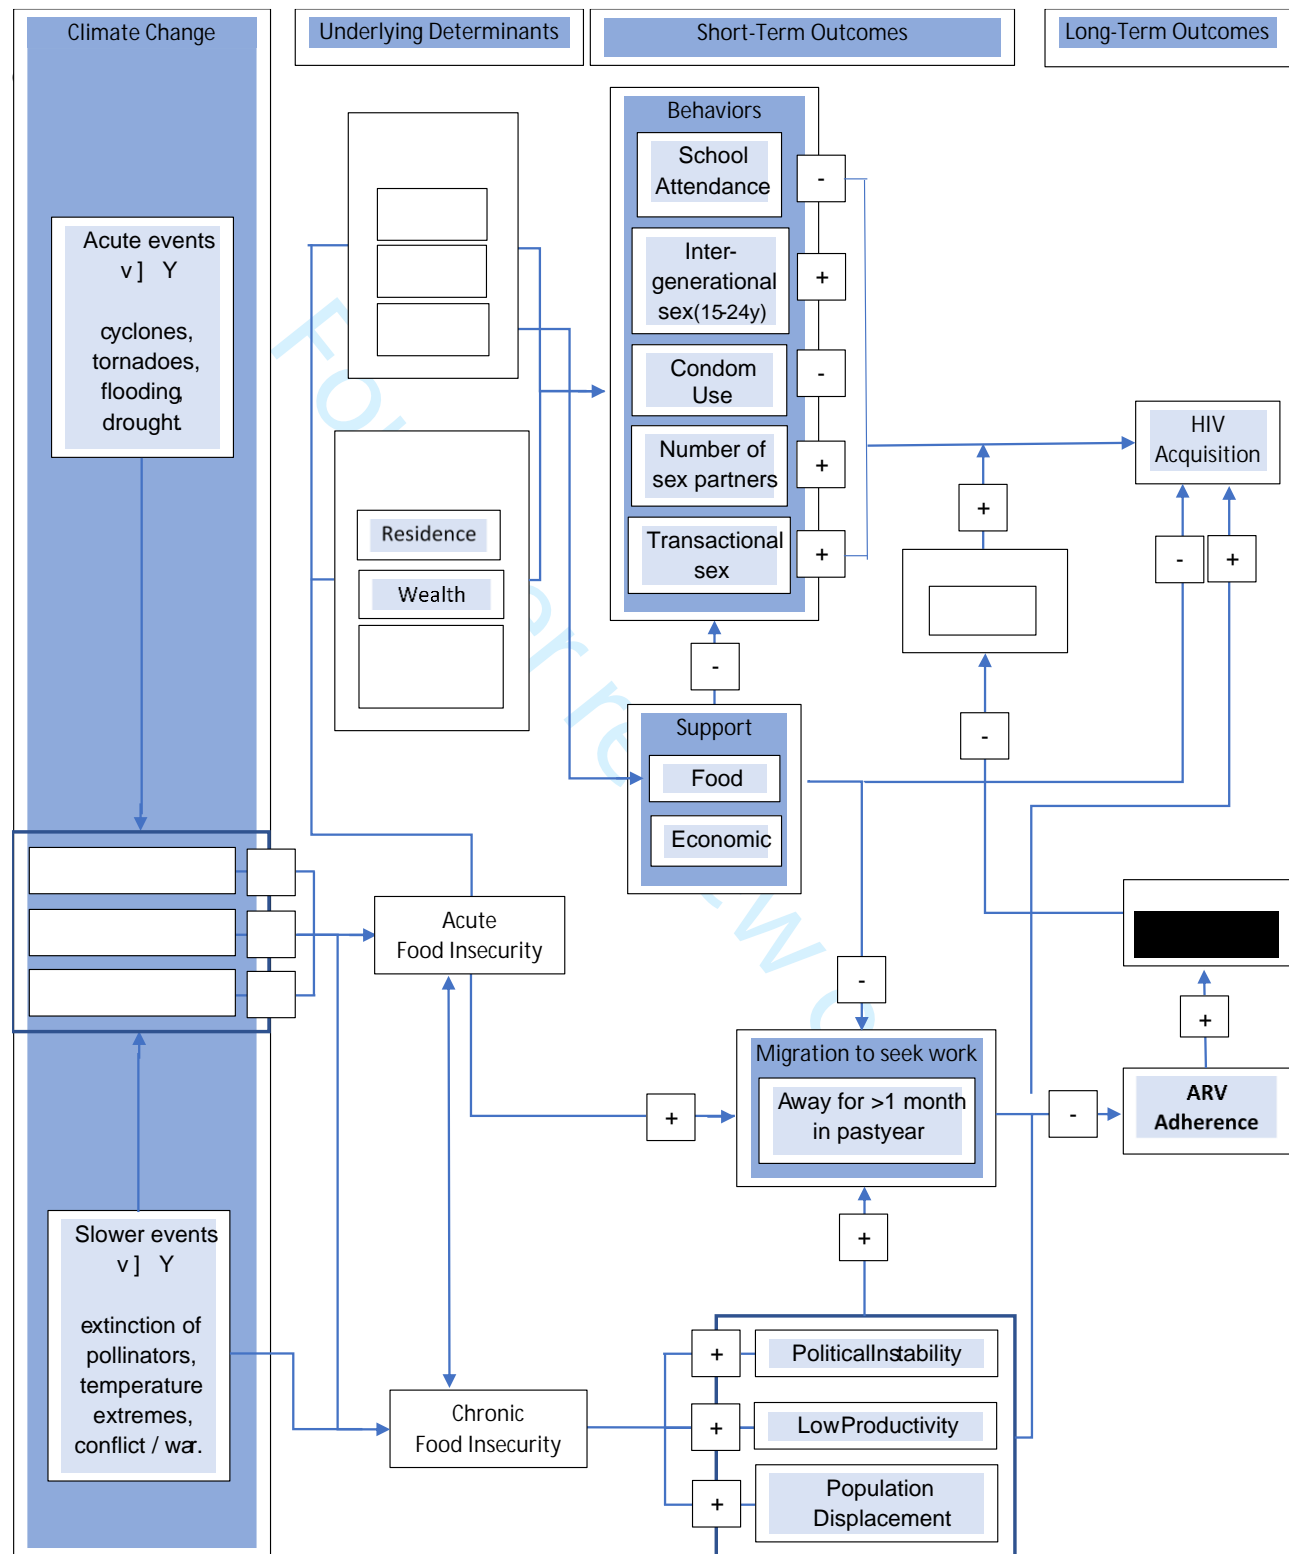 Climate Change
Underlying Determinants
Short-Term Outcomes
Long-Term Outcomes
Acute events
v ] Y
cyclones,
tornadoes,
flooding,
drought.
Slower events
v ] Y
extinction of
pollinators,
temperature
extremes,
conflict / war.
Residence
Wealth
Acute
Food Insecurity
Chronic
Food Insecurity
Behaviors
School
Attendance
-
Inter-
generational
sex(15-24y)
+
Condom
Use
-
Number of
sex partners
+
Transactional
sex
+
-
Support
Food
Economic
-
Migration to seek work
Away for >1 month
in pastyear
+
+
+
PoliticalInstability
+
LowProductivity
+
Population
Displacement
HIV
Acquisition
+
-
+
-
+
-
ARV
Adherence